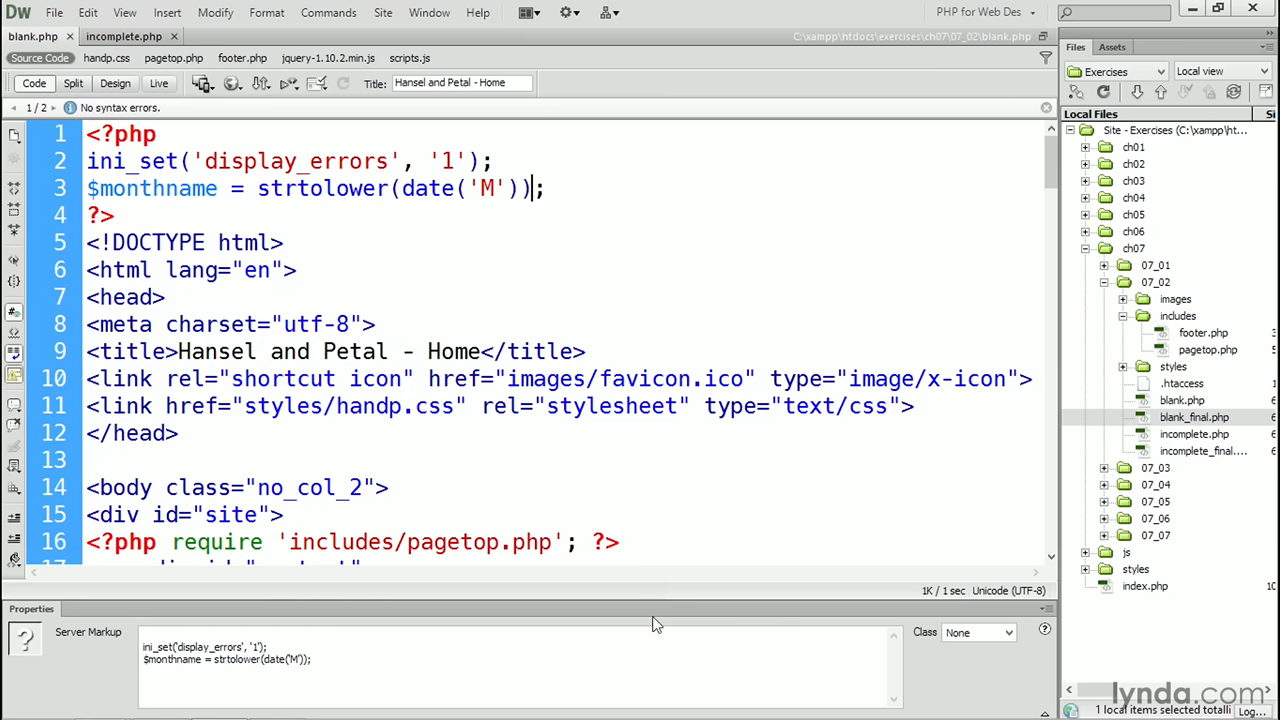 Dw File Edit View Insert Modify Format Commands Site Window Help PHP for Web Des
blank.php incomplete.php C:\xampp\htdocs\exercises\ch07\07_02\blank.php
Source Code handp.css pagetop.php footer.php jquery-1.10.2.min.js scripts.js
Code Split Design Live Title: Hansel and Petal - Home
1 / 2 No syntax errors.
1 <?php
2 ini_set('display_errors', '1');
3 $monthname = strtolower(date('M'));
4 ?>
5 <!DOCTYPE html>
6 <html lang="en">
7 <head>
8 <meta charset="utf-8">
9 <title>Hansel and Petal - Home</title>
10 <link rel="shortcut icon" href="images/favicon.ico" type="image/x-icon">
11 <link href="styles/handp.css" rel="stylesheet" type="text/css">
12 </head>
13
14 <body class="no_col_2">
15 <div id="site">
16 <?php require 'includes/pagetop.php'; ?>
1K / 1 sec Unicode (UTF-8)
Properties
Server Markup
ini_set('display_errors', '1');
$monthname = strtolower(date('M'));
Class None
Files Assets
Exercises Local view
Local Files Si
Site - Exercises (C:\xampp\ht...
ch01
ch02
ch03
ch04
ch05
ch06
ch07
07_01
07_02
images
includes
footer.php 3
pagetop.php 5
styles
.htaccess 1
blank.php 6
blank_final.php 6
incomplete.php 6
incomplete_final.... 6
07_03
07_04
07_05
07_06
07_07
js
styles
index.php 10
lynda.com
1 local items selected totalli Log...